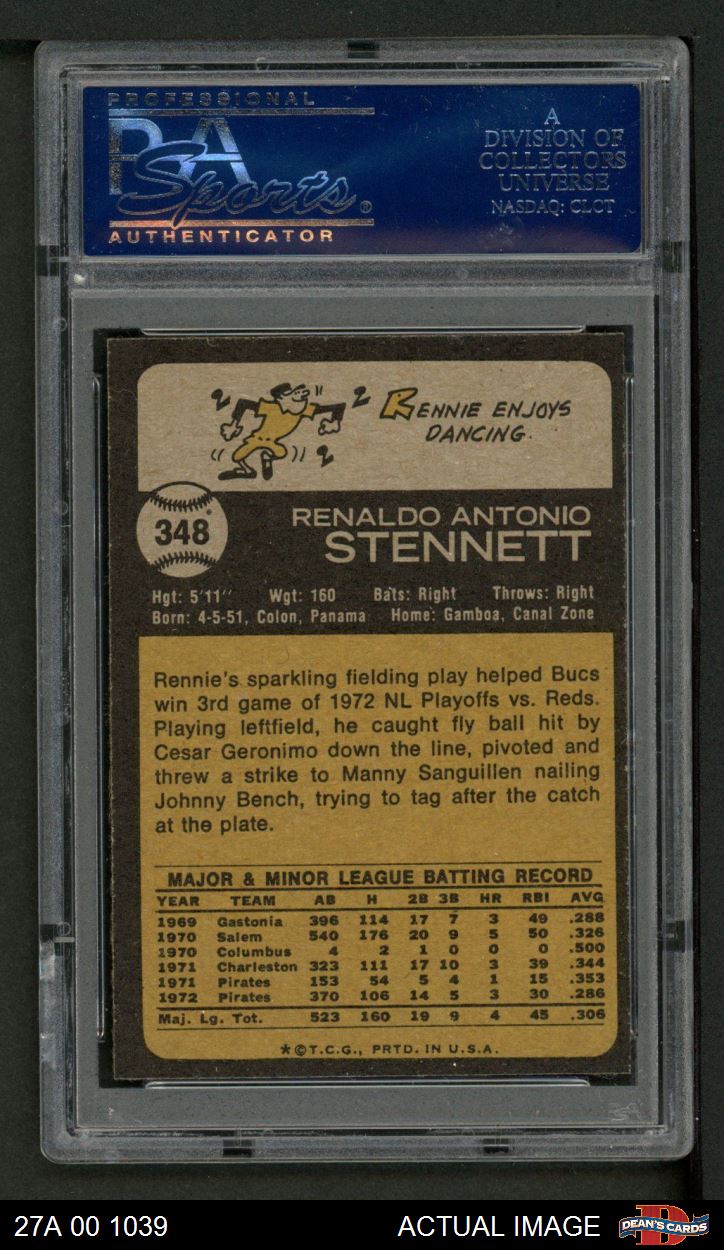 PROFESSIONAL
PSA
Sports®
AUTHENTICATOR
A
DIVISION OF
COLLECTORS
UNIVERSE
NASDAQ: CLCT
2 2 RENNIE ENJOYS
DANCING.
2
348
RENALDO ANTONIO
STENNETT
Hgt: 5'11'' Wgt: 160 Bats: Right Throws: Right
Born: 4-5-51, Colon, Panama Home: Gamboa, Canal Zone
Rennie's sparkling fielding play helped Bucs
win 3rd game of 1972 NL Playoffs vs. Reds.
Playing leftfield, he caught fly ball hit by
Cesar Geronimo down the line, pivoted and
threw a strike to Manny Sanguillen nailing
Johnny Bench, trying to tag after the catch
at the plate.
MAJOR & MINOR LEAGUE BATTING RECORD
YEAR TEAM AB H 2B 3B HR RBI AVG
1969 Gastonia 396 114 17 7 3 49 .288
1970 Salem 540 176 20 9 5 50 .326
1970 Columbus 4 2 1 0 0 0 .500
1971 Charleston 323 111 17 10 3 39 .344
1971 Pirates 153 54 5 4 1 15 .353
1972 Pirates 370 106 14 5 3 30 .286
Maj. Lg. Tot. 523 160 19 9 4 45 .306
*©T.C.G., PRTD. IN U.S.A.
27A 00 1039 ACTUAL IMAGE DEAN'S CARDS